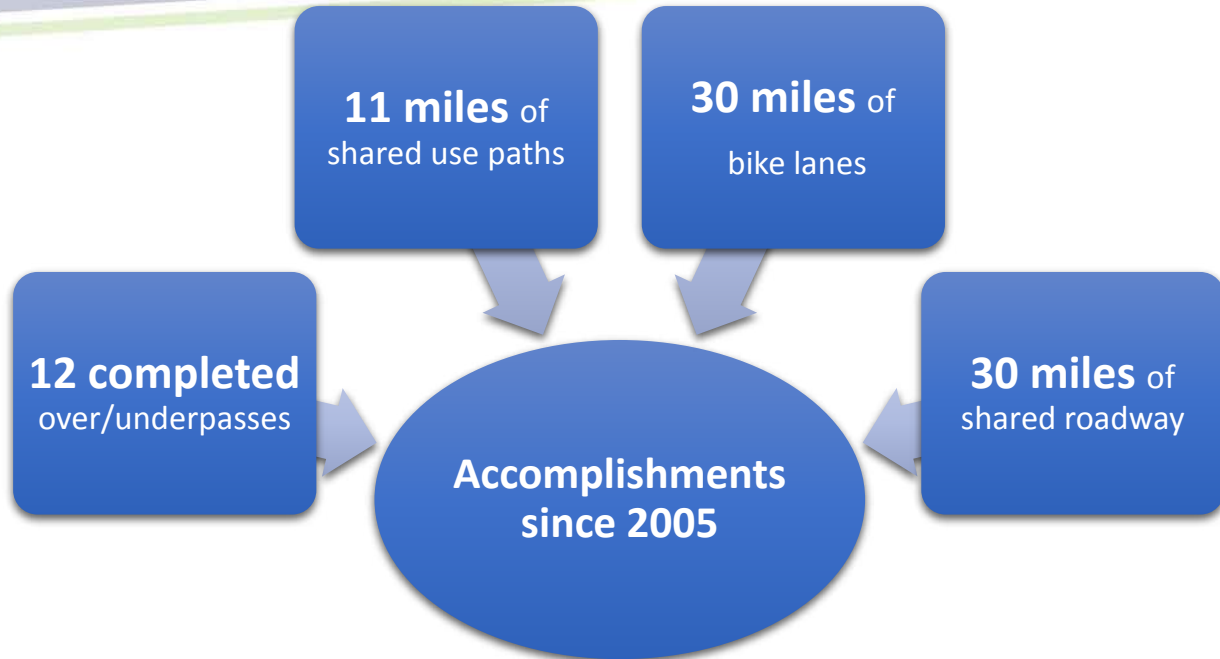 11 miles of
shared use paths
30 miles of
bike lanes
12 completed
over/underpasses
30 miles of
shared roadway
Accomplishments
since 2005